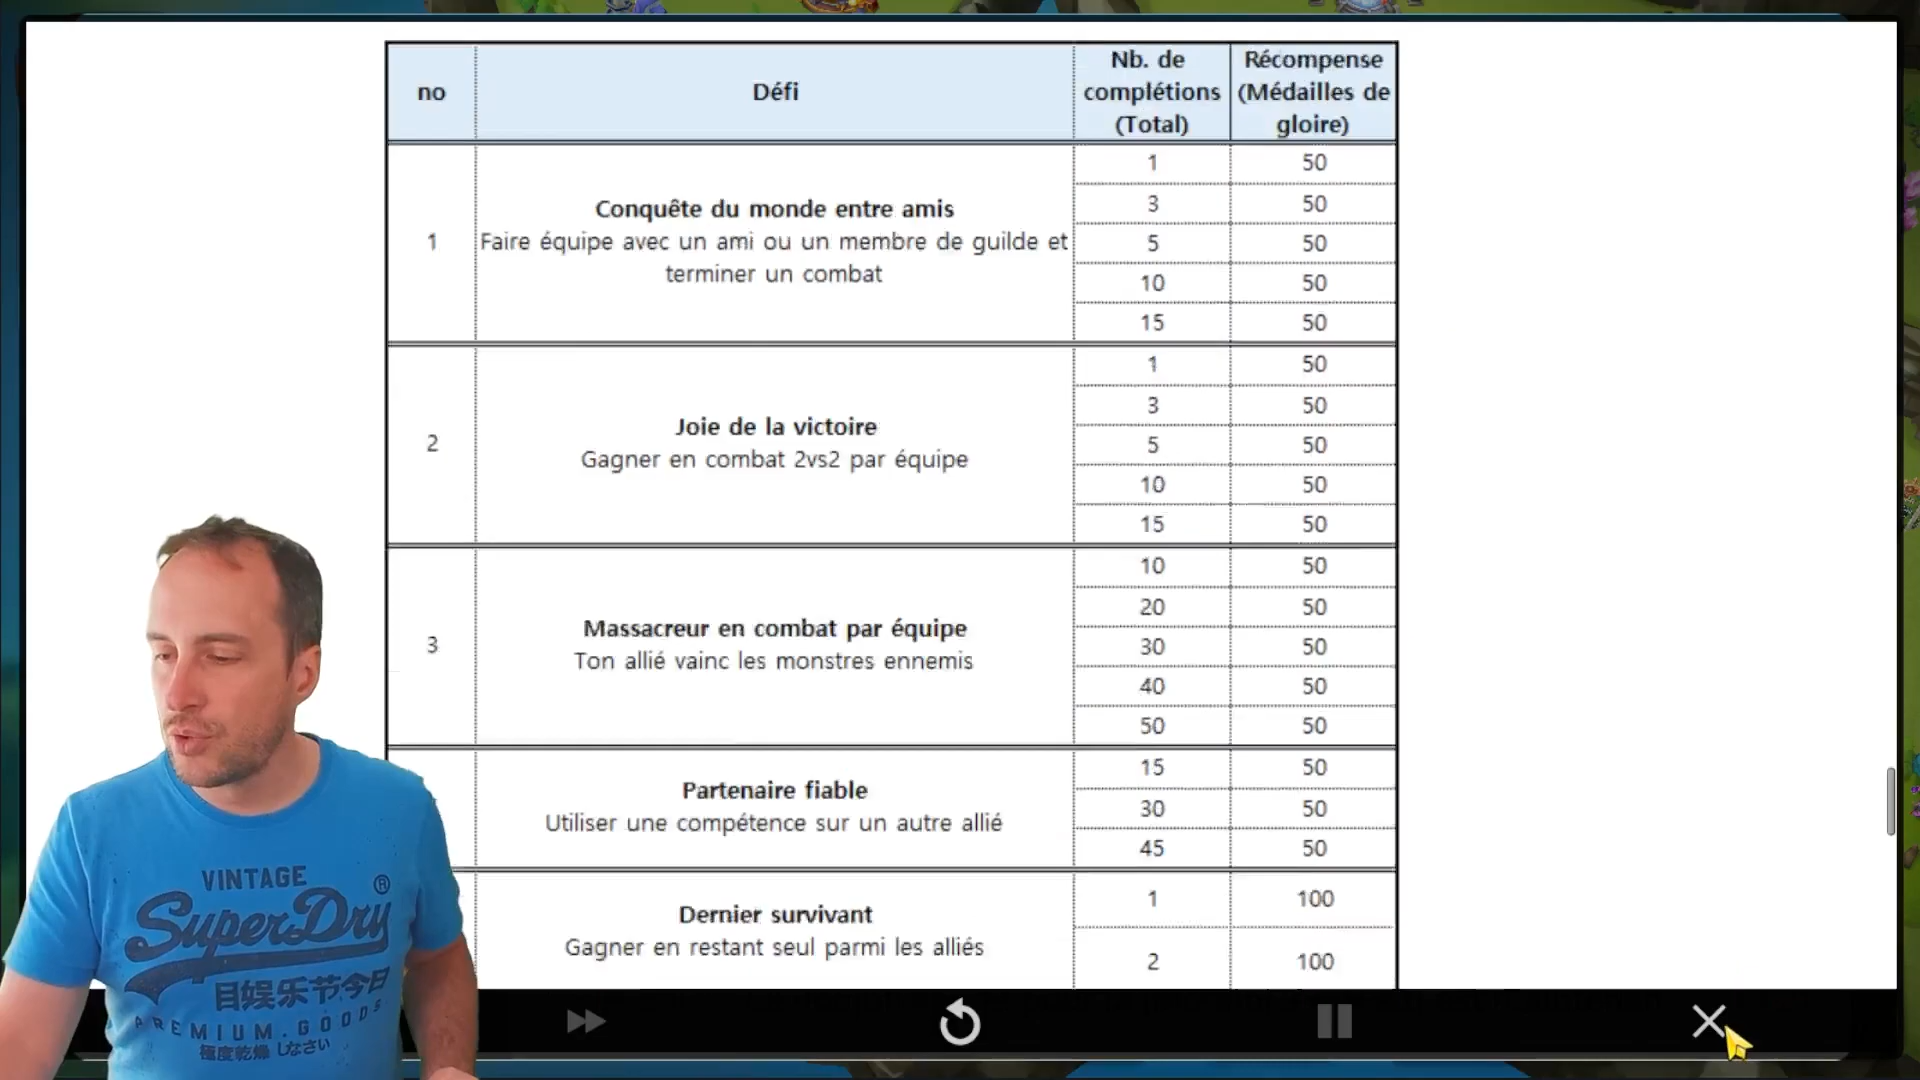 no
Défi
Nb. de
complétions
(Total)
Récompense
(Médailles de
gloire)
1
Conquête du monde entre amis
Faire équipe avec un ami ou un membre de guilde et
terminer un combat
1 50
3 50
5 50
10 50
15 50
2
Joie de la victoire
Gagner en combat 2vs2 par équipe
1 50
3 50
5 50
10 50
15 50
3
Massacreur en combat par équipe
Ton allié vainc les monstres ennemis
10 50
20 50
30 50
40 50
50 50
Partenaire fiable
Utiliser une compétence sur un autre allié
15 50
30 50
45 50
Dernier survivant
Gagner en restant seul parmi les alliés
1 100
2 100
VINTAGE
SuperDry®
目娱乐节今日
PREMIUM.GOODS
極度乾燥 しなさい